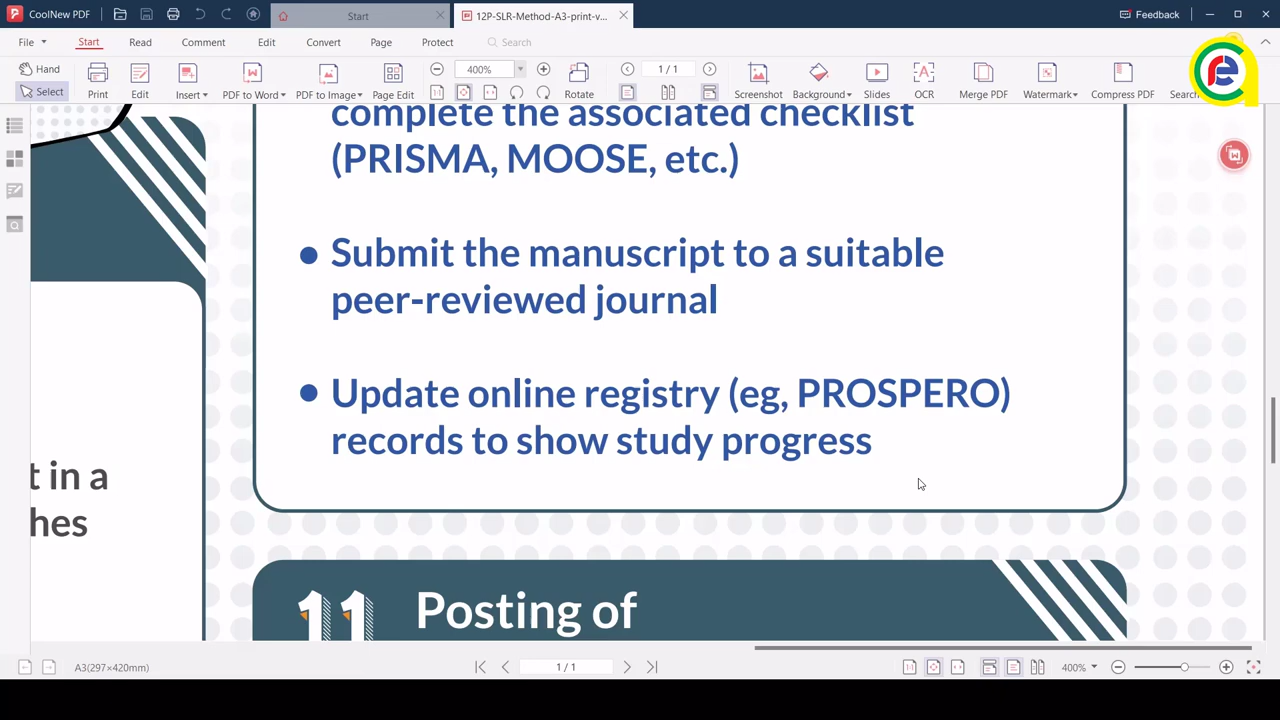 CoolNew PDF
Start
12P-SLR-Method-A3-print-v...
Feedback
File
Start
Read
Comment
Edit
Convert
Page
Protect
Search
Hand
Select
400%
1 / 1
Print
Edit
Insert
PDF to Word
PDF to Image
Page Edit
Rotate
Screenshot
Background
Slides
OCR
Merge PDF
Watermark
Compress PDF
complete the associated checklist
(PRISMA, MOOSE, etc.)
• Submit the manuscript to a suitable
peer-reviewed journal
• Update online registry (eg, PROSPERO)
records to show study progress
t in a
hes
11 Posting of
A3(297×420mm)
1 / 1
400%